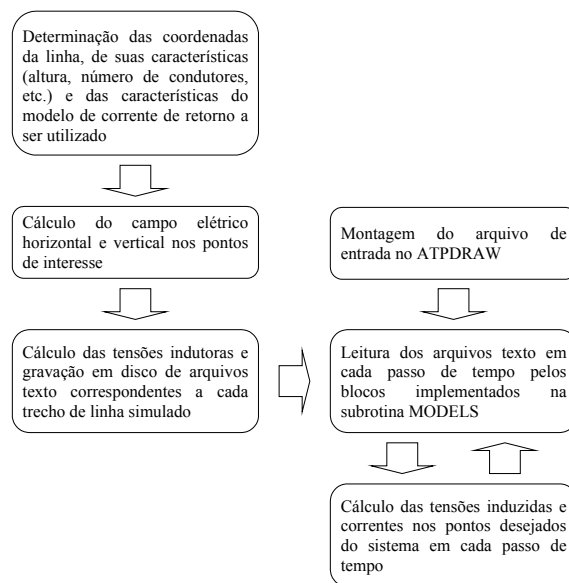 Determinação das coordenadas
da linha, de suas características
(altura, número de condutores,
etc.) e das características do
modelo de corrente de retorno a
ser utilizado
Cálculo do campo elétrico
horizontal e vertical nos pontos
de interesse
Montagem do arquivo de
entrada no ATPDRAW
Cálculo das tensões indutoras e
gravação em disco de arquivos
texto correspondentes a cada
trecho de linha simulado
Leitura dos arquivos texto em
cada passo de tempo pelos
blocos implementados na
subrotina MODELS
Cálculo das tensões induzidas e
correntes nos pontos desejados
do sistema em cada passo de
tempo